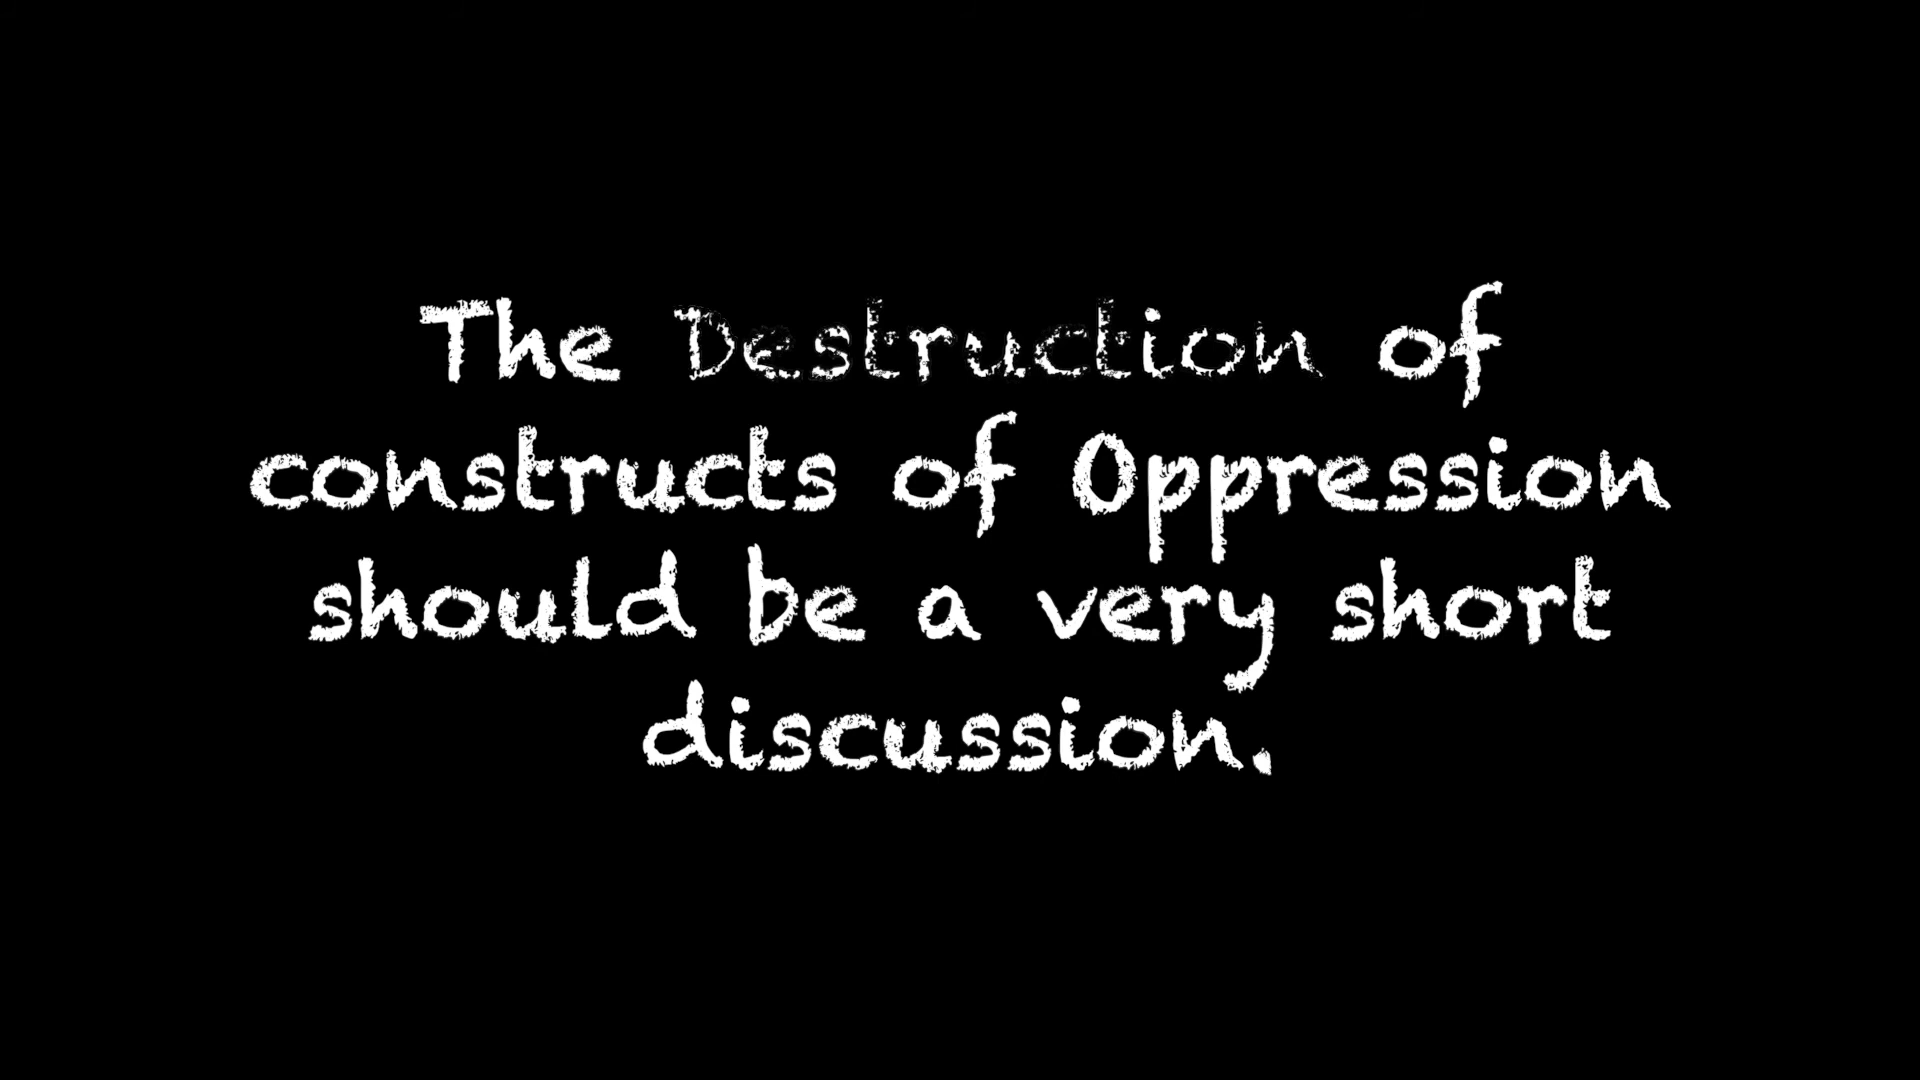 The Destruction of
constructs of Oppression
should be a very short
discussion.